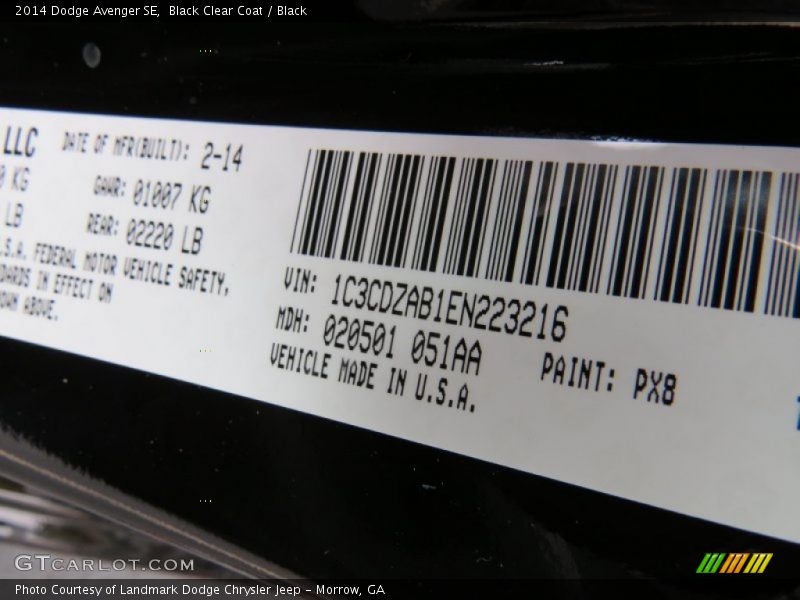 2014 Dodge Avenger SE,  Black Clear Coat / Black
LLC
DATE OF MFR(BUILT): 2-14
0 KG
GAWR: 01007 KG
LB
REAR: 02220 LB
.S.A. FEDERAL MOTOR VEHICLE SAFETY,
DARDS IN EFFECT ON
OWN ABOVE.
VIN: 1C3CDZAB1EN223216
MDH: 020501 051AA
PAINT: PX8
VEHICLE MADE IN U.S.A.
GTCARLOT.COM
Photo Courtesy of Landmark Dodge Chrysler Jeep – Morrow, GA